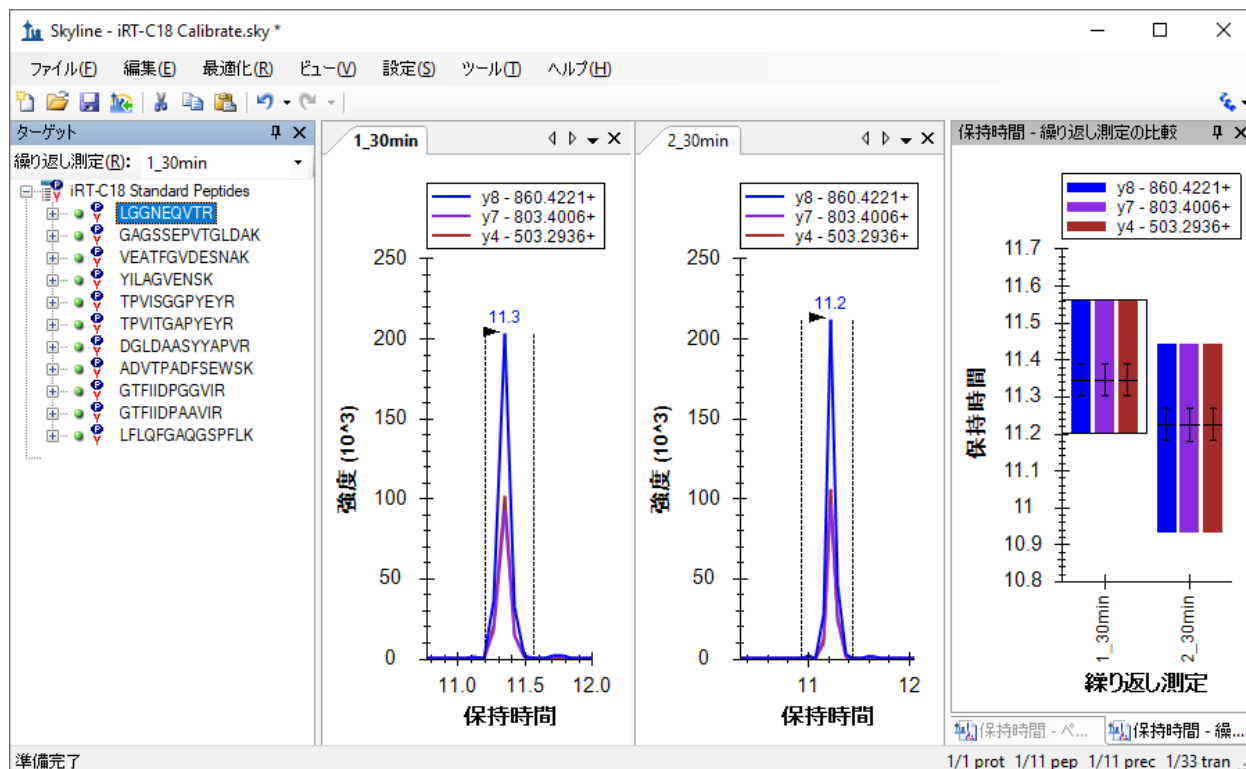 Skyline - iRT-C18 Calibrate.sky *
ファイル(F) 編集(E) 最適化(R) ビュー(V) 設定(S) ツール(T) ヘルプ(H)
ターゲット
繰り返し測定(R): 1_30min
iRT-C18 Standard Peptides
LGGNEQVTR
GAGSSEPVTGLDAK
VEATFGVDESNAK
YILAGVENSK
TPVISGGPYEYR
TPVITGAPYEYR
DGLDAASYYAPVR
ADVTPADFSEWSK
GTFIIDPGGVIR
GTFIIDPAAVIR
LFLQFGAQGSPFLK
1_30min
y8 - 860.4221+
y7 - 803.4006+
y4 - 503.2936+
250
200
150
100
50
0
11.3
強度 (10^3)
11.0 11.5 12.0
保持時間
2_30min
y8 - 860.4221+
y7 - 803.4006+
y4 - 503.2936+
250
200
150
100
50
0
11.2
強度 (10^3)
11 12
保持時間
保持時間 - 繰り返し測定の比較
y8 - 860.4221+
y7 - 803.4006+
y4 - 503.2936+
11.7
11.6
11.5
11.4
11.3
11.2
11.1
11
10.9
10.8
保持時間
1_30min
2_30min
繰り返し測定
保持時間 - ペ...
保持時間 - 繰...
準備完了
1/1 prot 1/11 pep 1/11 prec 1/33 tran